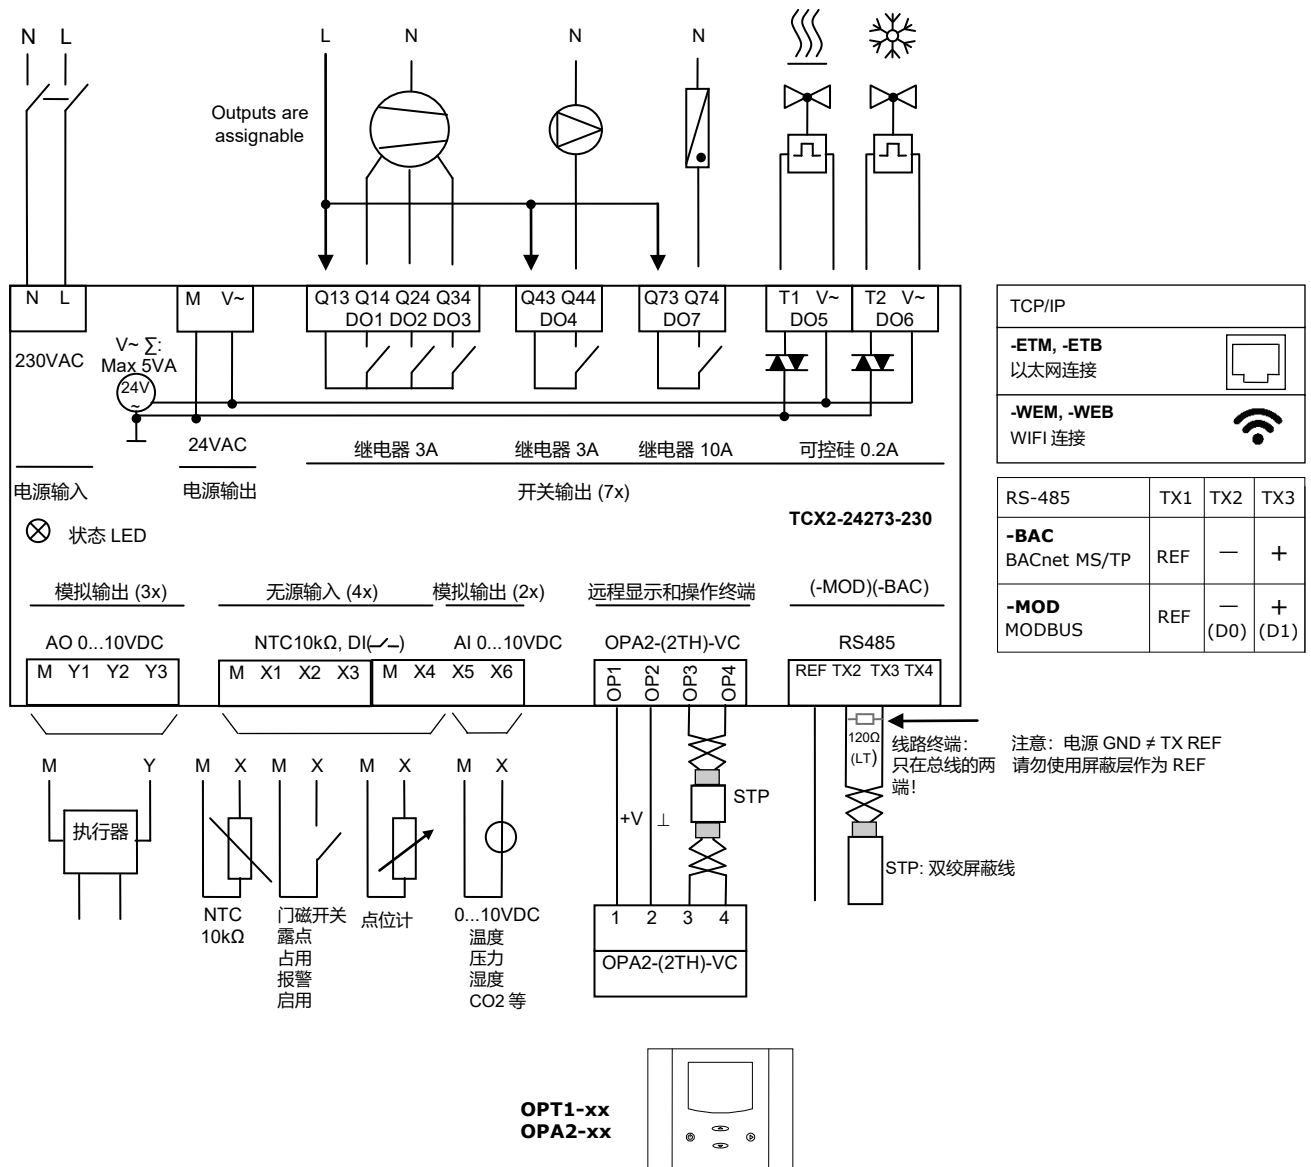 N L
L N N N
Outputs are
assignable
N L
M V~
Q13 Q14 Q24 Q34
DO1 DO2 DO3
Q43 Q44
DO4
Q73 Q74
DO7
T1 V~
DO5
T2 V~
DO6
230VAC
V~ ∑:
Max 5VA
24V
~
24VAC
继电器 3A
继电器 3A
继电器 10A
可控硅 0.2A
电源输入
电源输出
开关输出 (7x)
TCX2-24273-230
状态 LED
模拟输出 (3x)
无源输入 (4x)
模拟输出 (2x)
远程显示和操作终端
(-MOD)(-BAC)
AO 0...10VDC
NTC10kΩ, DI( )
AI 0...10VDC
OPA2-(2TH)-VC
RS485
M Y1 Y2 Y3
M X1 X2 X3
M X4 X5 X6
OP1
OP2
OP3
OP4
REF TX2 TX3 TX4
TCP/IP
-ETM, -ETB
以太网连接
-WEM, -WEB
WIFI 连接
RS-485 TX1 TX2 TX3
-BAC
BACnet MS/TP REF — +
-MOD
MODBUS REF — (D0) + (D1)
M Y
执行器
M X
NTC
10kΩ
M X
门磁开关
露点
占用
报警
启用
M X
点位计
M X
0...10VDC
温度
压力
湿度
CO2 等
+V ⊥
STP
1 2 3 4
OPA2-(2TH)-VC
120Ω
(LT)
线路终端：
只在总线的两
端！
注意：电源 GND ≠ TX REF
请勿使用屏蔽层作为 REF
STP: 双绞屏蔽线
OPT1-xx
OPA2-xx